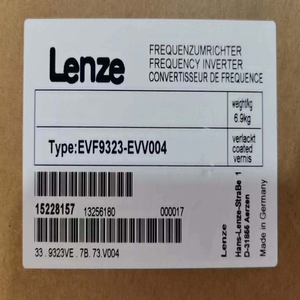 Lenze
FREQUENZUMRICHTER
FREQUENCY INVERTER
CONVERTISSEUR DE FREQUENCE
weight/kg
6.9kg
Type:EVF9323-EVV004
verlackt
coated
vernis
15228157 13256180 000017
33 . 9323VE . 7B . 73.V004
Lenze
Hans-Lenze-StraBe 1
D-31855 Aerzen
Made in Germany